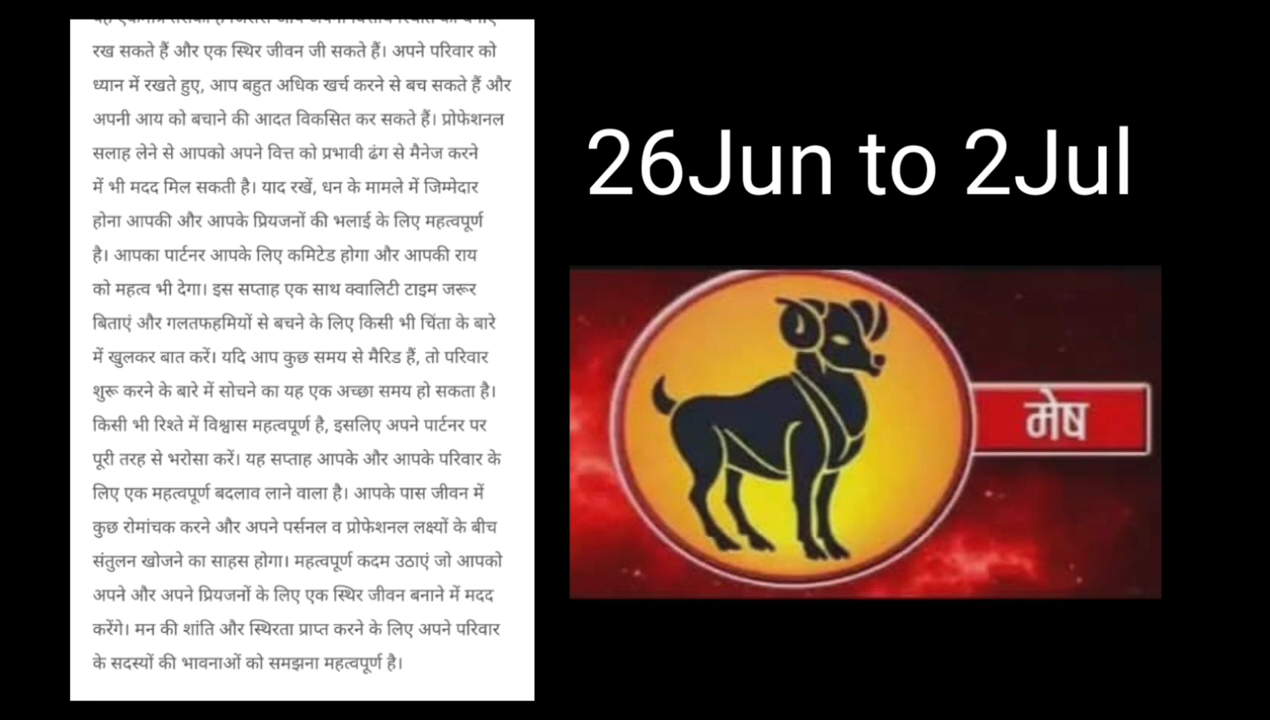 रख सकते हैं और एक स्थिर जीवन जी सकते हैं। अपने परिवार को
ध्यान में रखते हुए, आप बहुत अधिक खर्च करने से बच सकते हैं और
अपनी आय को बचाने की आदत विकसित कर सकते हैं। प्रोफेशनल
सलाह लेने से आपको अपने वित्त को प्रभावी ढंग से मैनेज करने
में भी मदद मिल सकती है। याद रखें, धन के मामले में जिम्मेदार
होना आपकी और आपके प्रियजनों की भलाई के लिए महत्वपूर्ण
है। आपका पार्टनर आपके लिए कमिटेड होगा और आपकी राय
को महत्व भी देगा। इस सप्ताह एक साथ क्वालिटी टाइम जरूर
बिताएं और गलतफहमियों से बचने के लिए किसी भी चिंता के बारे
में खुलकर बात करें। यदि आप कुछ समय से मैरिड हैं, तो परिवार
शुरू करने के बारे में सोचने का यह एक अच्छा समय हो सकता है।
किसी भी रिश्ते में विश्वास महत्वपूर्ण है, इसलिए अपने पार्टनर पर
पूरी तरह से भरोसा करें। यह सप्ताह आपके और आपके परिवार के
लिए एक महत्वपूर्ण बदलाव लाने वाला है। आपके पास जीवन में
कुछ रोमांचक करने और अपने पर्सनल व प्रोफेशनल लक्ष्यों के बीच
संतुलन खोजने का साहस होगा। महत्वपूर्ण कदम उठाएं जो आपको
अपने और अपने प्रियजनों के लिए एक स्थिर जीवन बनाने में मदद
करेंगे। मन की शांति और स्थिरता प्राप्त करने के लिए अपने परिवार
के सदस्यों की भावनाओं को समझना महत्वपूर्ण है।
26Jun to 2Jul
मेष